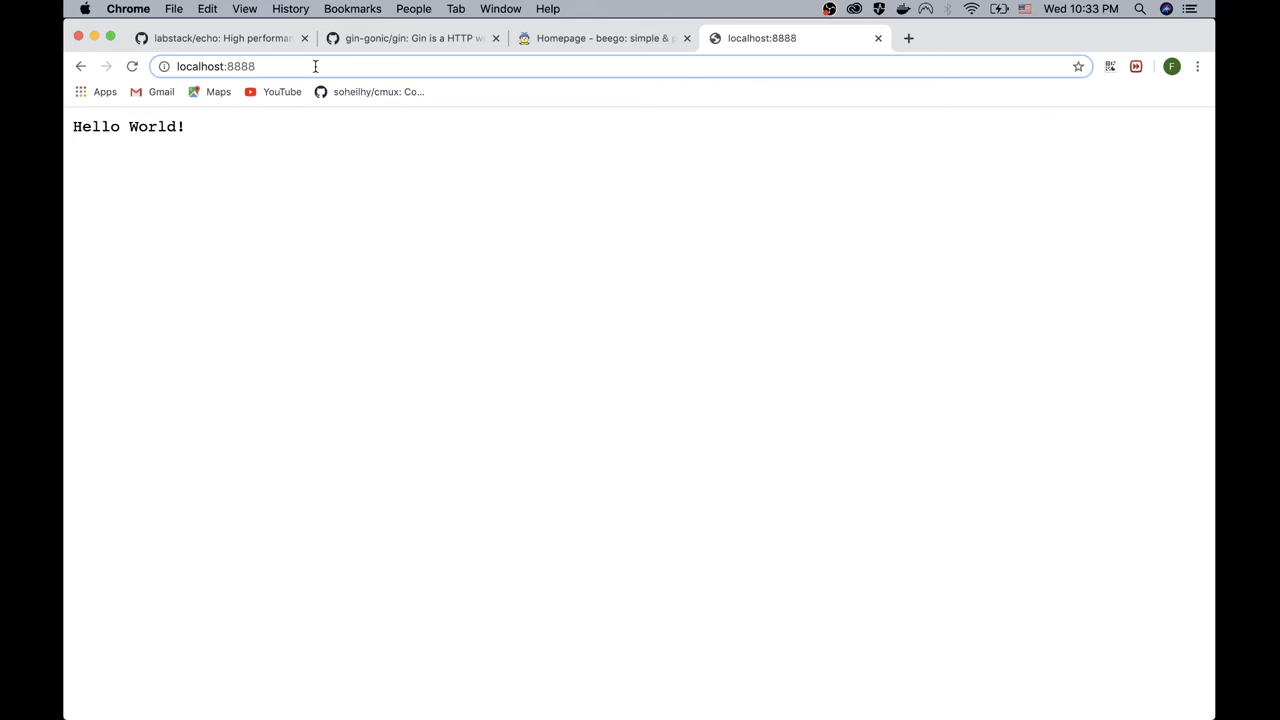 Chrome File Edit View History Bookmarks People Tab Window Help Wed 10:33 PM
labstack/echo: High performan gin-gonic/gin: Gin is a HTTP w Homepage - beego: simple & p localhost:8888
localhost:8888 F
Apps Gmail Maps YouTube soheilhy/cmux: Co...
Hello World!